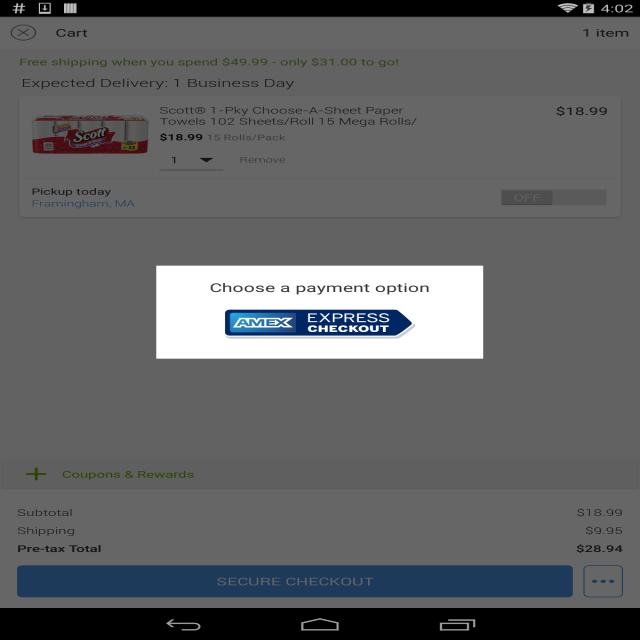 4:02
Cart
1 item
Free shipping when you spend $49.99 - only $31.00 to go!
Expected Delivery: 1 Business Day
Scott® 1-Pky Choose-A-Sheet Paper
Towels 102 Sheets/Roll 15 Mega Rolls/
$18.99
Scott
$18.99 15 Rolls/Pack
1
Remove
Pickup today
Framingham, MA
OFF
Choose a payment option
AMEX EXPRESS
CHECKOUT
Coupons & Rewards
Subtotal $18.99
Shipping $9.95
Pre-tax Total $28.94
SECURE CHECKOUT